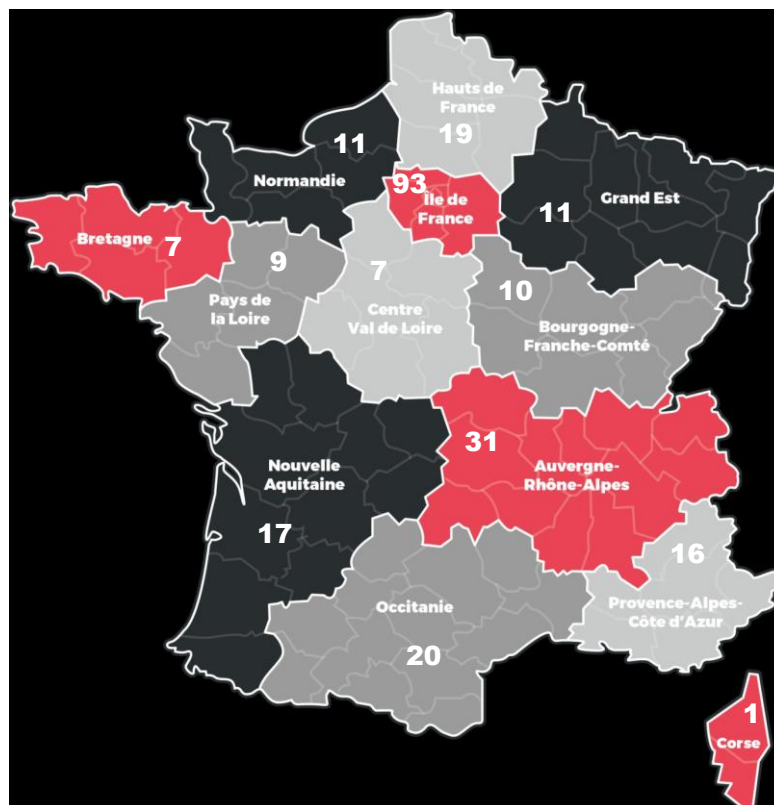 Hauts de
France
19
11
Normandie
93
Île de
France
11
Grand Est
Bretagne
7
9
Pays de
la Loire
7
Centre
Val de Loire
10
Bourgogne-
Franche-Comté
31
Auvergne-
Rhône-Alpes
Nouvelle
Aquitaine
17
16
Provence-Alpes-
Côte d'Azur
Occitanie
20
1
Corse